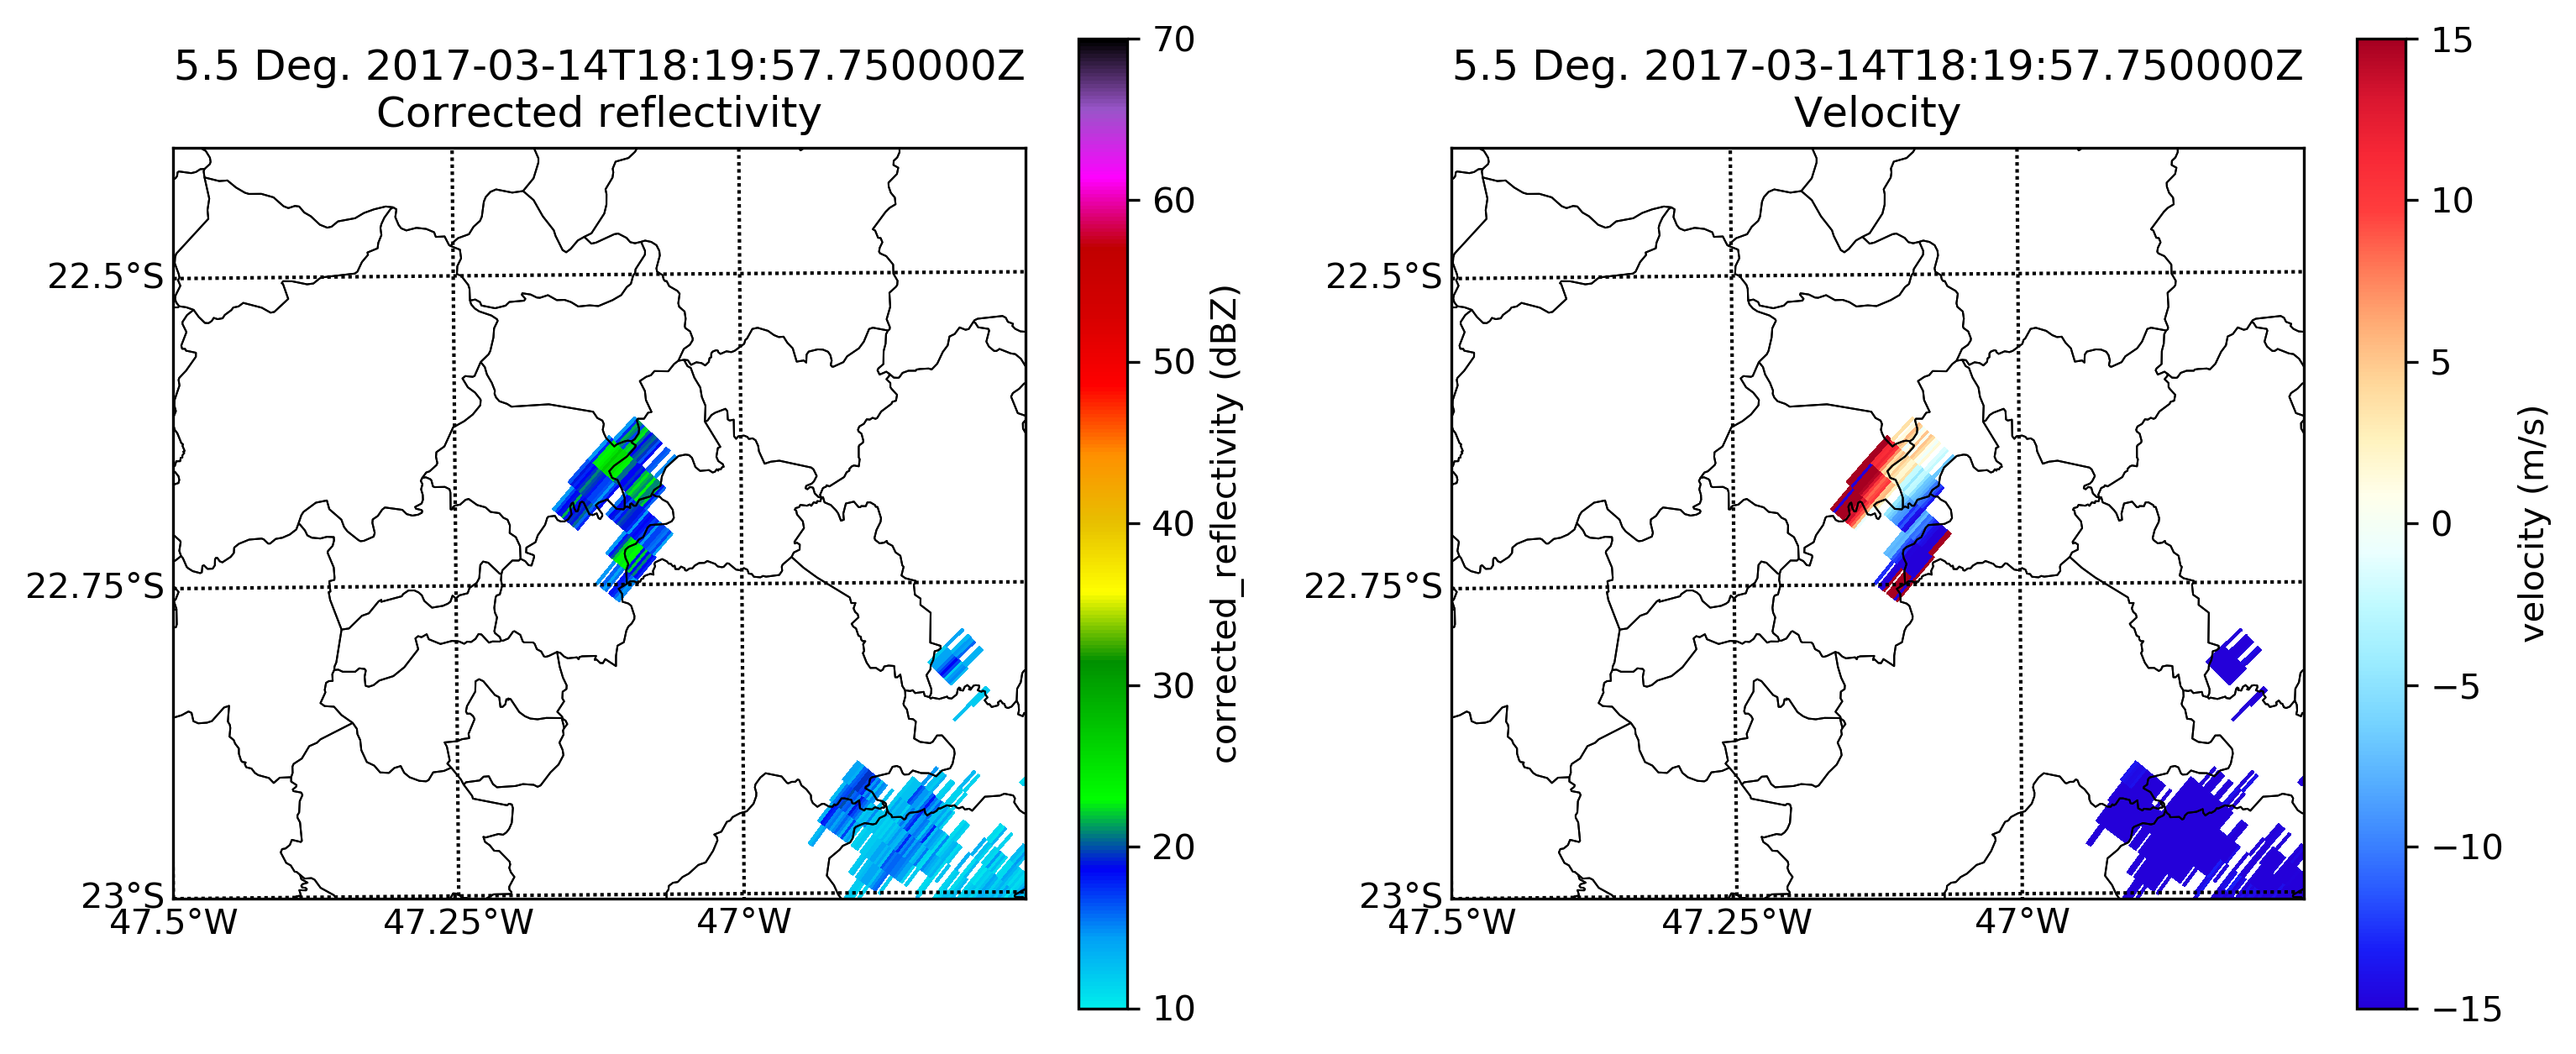 5.5 Deg. 2017-03-14T18:19:57.750000Z
Corrected reflectivity
22.5°S
22.75°S
23°S
47.5°W
47.25°W
47°W
70
60
50
40
30
20
10
corrected_reflectivity (dBZ)
5.5 Deg. 2017-03-14T18:19:57.750000Z
Velocity
22.5°S
22.75°S
23°S
47.5°W
47.25°W
47°W
15
10
5
0
−5
−10
−15
velocity (m/s)